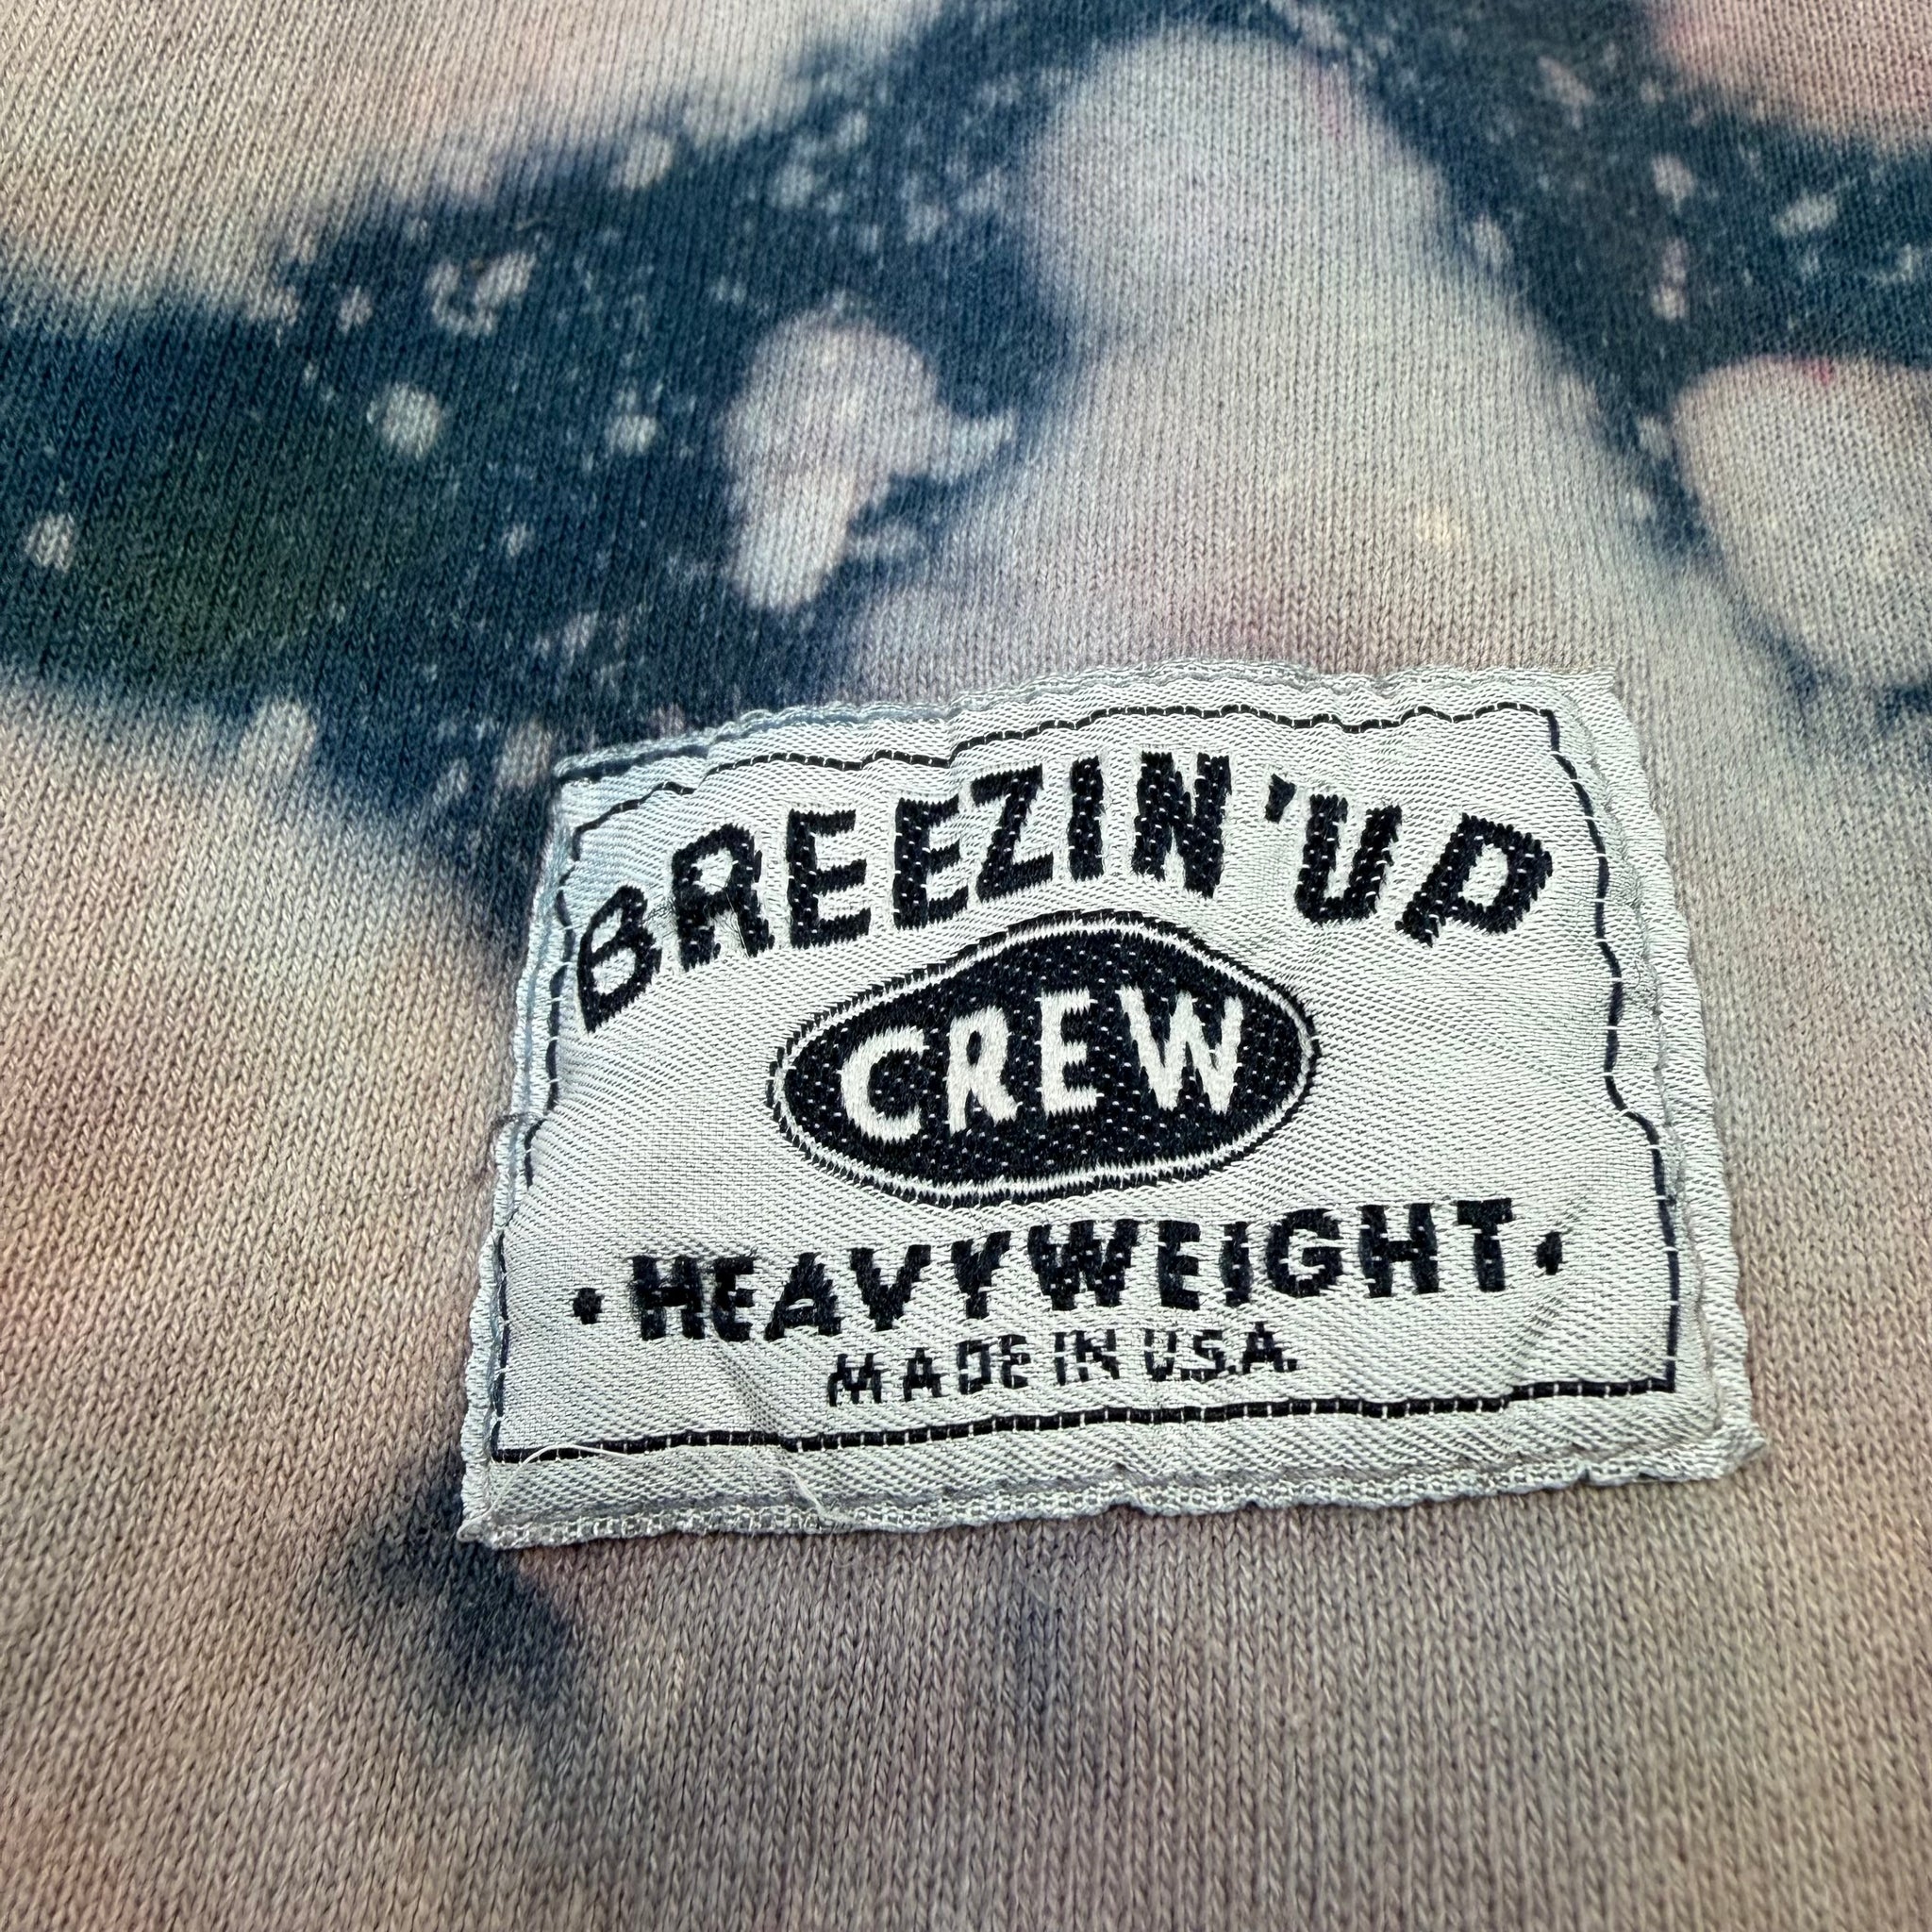 BREEZIN'UP
CREW
• HEAVYWEIGHT •
MADE IN U.S.A.